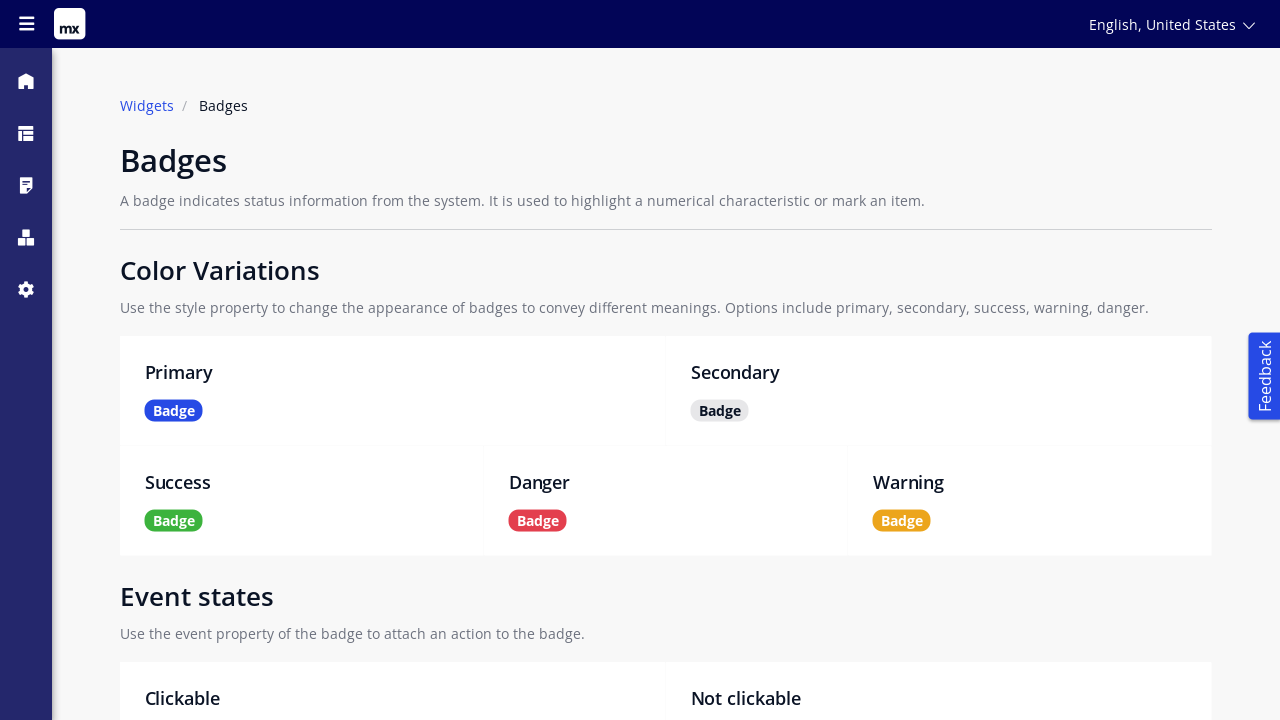 mx
English, United States
Widgets / Badges
Badges
A badge indicates status information from the system. It is used to highlight a numerical characteristic or mark an item.
Color Variations
Use the style property to change the appearance of badges to convey different meanings. Options include primary, secondary, success, warning, danger.
Feedback
Primary
Badge
Secondary
Badge
Success
Badge
Danger
Badge
Warning
Badge
Event states
Use the event property of the badge to attach an action to the badge.
Clickable
Not clickable